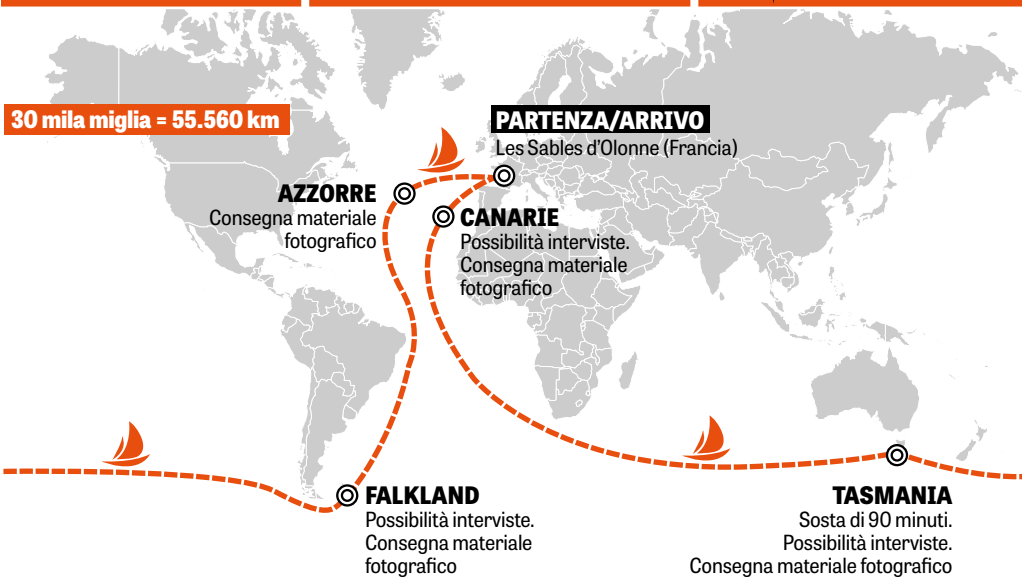 30 mila miglia = 55.560 km
PARTENZA/ARRIVO
Les Sables d'Olonne (Francia)
AZZORRE
Consegna materiale
fotografico
CANARIE
Possibilità interviste.
Consegna materiale
fotografico
FALKLAND
Possibilità interviste.
Consegna materiale
fotografico
TASMANIA
Sosta di 90 minuti.
Possibilità interviste.
Consegna materiale fotografico